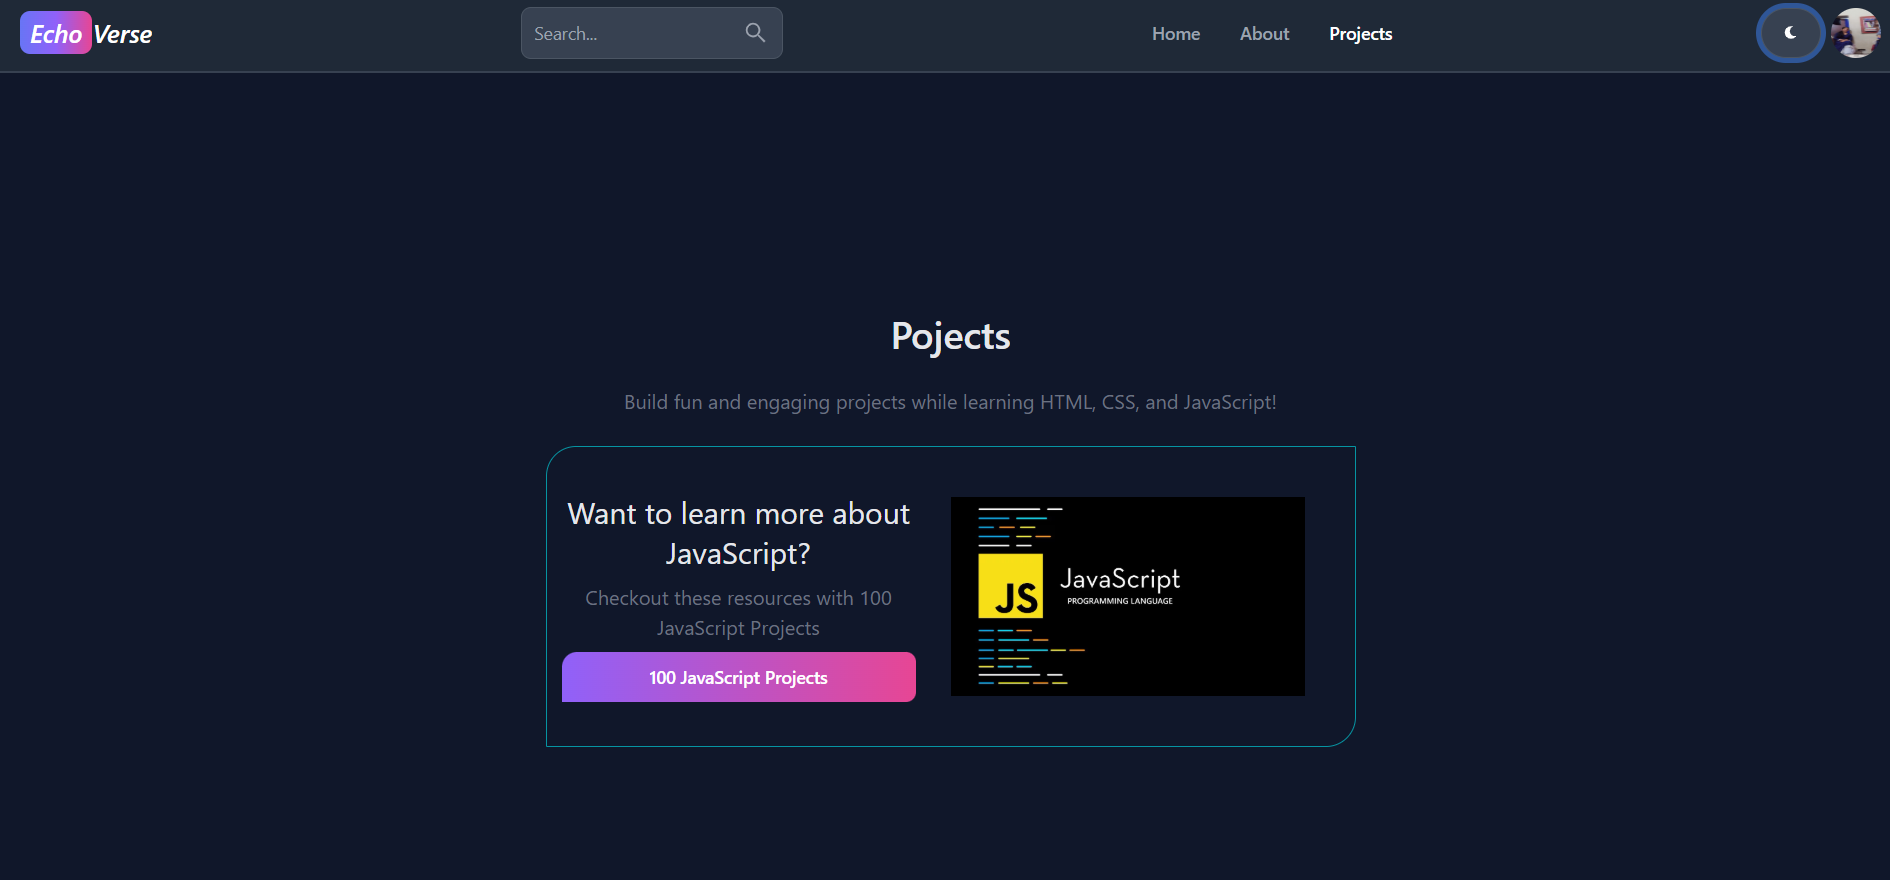 Echo Verse
Search...
Home
About
Projects
Pojects
Build fun and engaging projects while learning HTML, CSS, and JavaScript!
Want to learn more about
JavaScript?
Checkout these resources with 100
JavaScript Projects
100 JavaScript Projects
JS
JavaScript
PROGRAMMING LANGUAGE